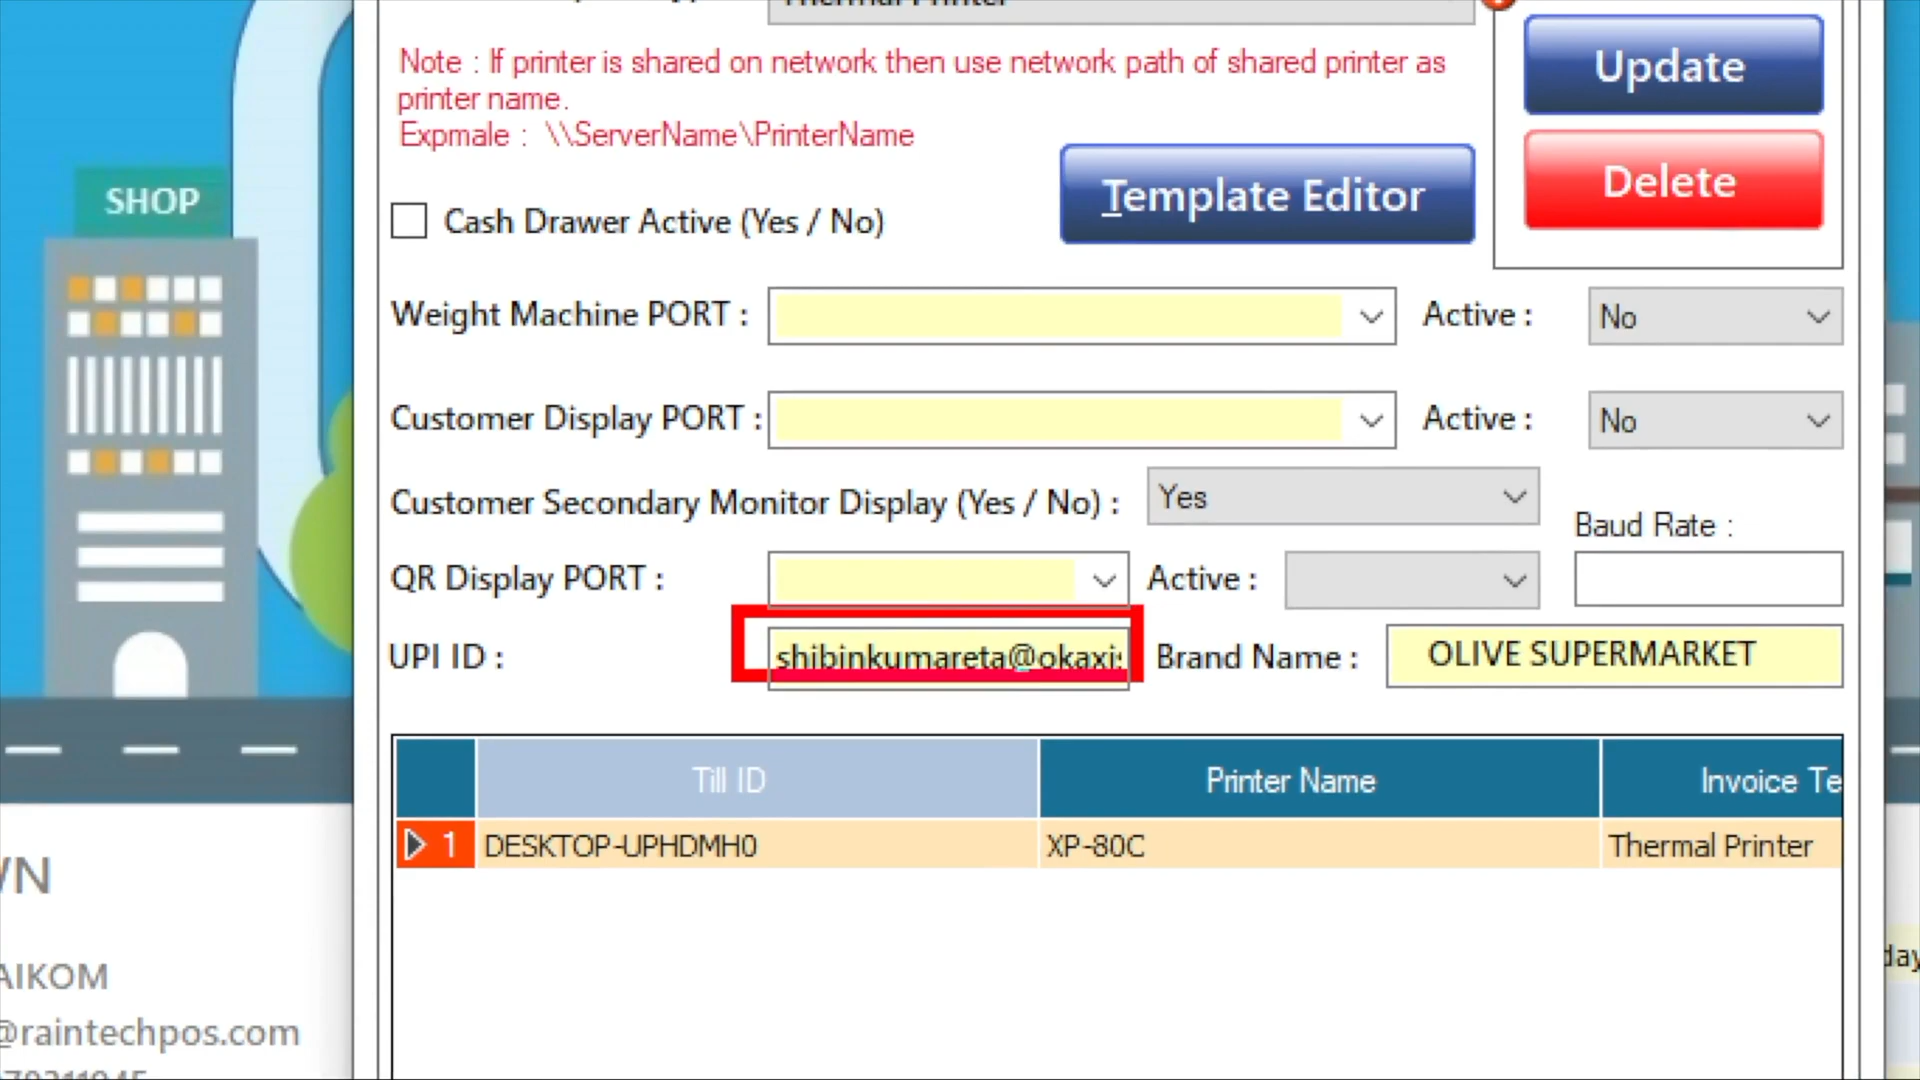 Thermal Printer
Note : If printer is shared on network then use network path of shared printer as
printer name.
Expmale : \\ServerName\PrinterName
Update
Delete
Template Editor
SHOP
Cash Drawer Active (Yes / No)
Weight Machine PORT :
Active :
No
Customer Display PORT :
Active :
No
Customer Secondary Monitor Display (Yes / No) :
Yes
Baud Rate :
QR Display PORT :
Active :
UPI ID :
shibinkumareta@okaxi
Brand Name :
OLIVE SUPERMARKET
Till ID
Printer Name
Invoice Te
1
DESKTOP-UPHDMH0
XP-80C
Thermal Printer
WN
AIKOM
@raintechpos.com
day